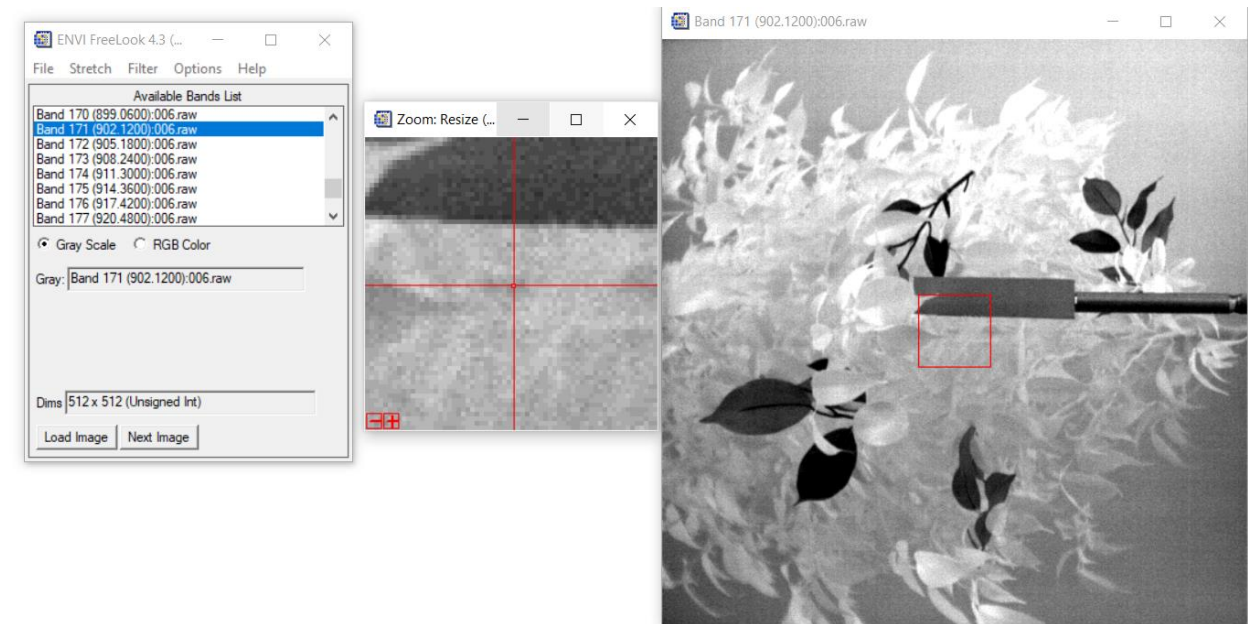 ENVI FreeLook 4.3 (...
File Stretch Filter Options Help
Available Bands List
Band 170 (899.0600):006.raw
Band 171 (902.1200):006.raw
Band 172 (905.1800):006.raw
Band 173 (908.2400):006.raw
Band 174 (911.3000):006.raw
Band 175 (914.3600):006.raw
Band 176 (917.4200):006.raw
Band 177 (920.4800):006.raw
Gray Scale RGB Color
Gray: Band 171 (902.1200):006.raw
Dims 512 x 512 (Unsigned Int)
Load Image Next Image
Zoom: Resize (...
Band 171 (902.1200):006.raw